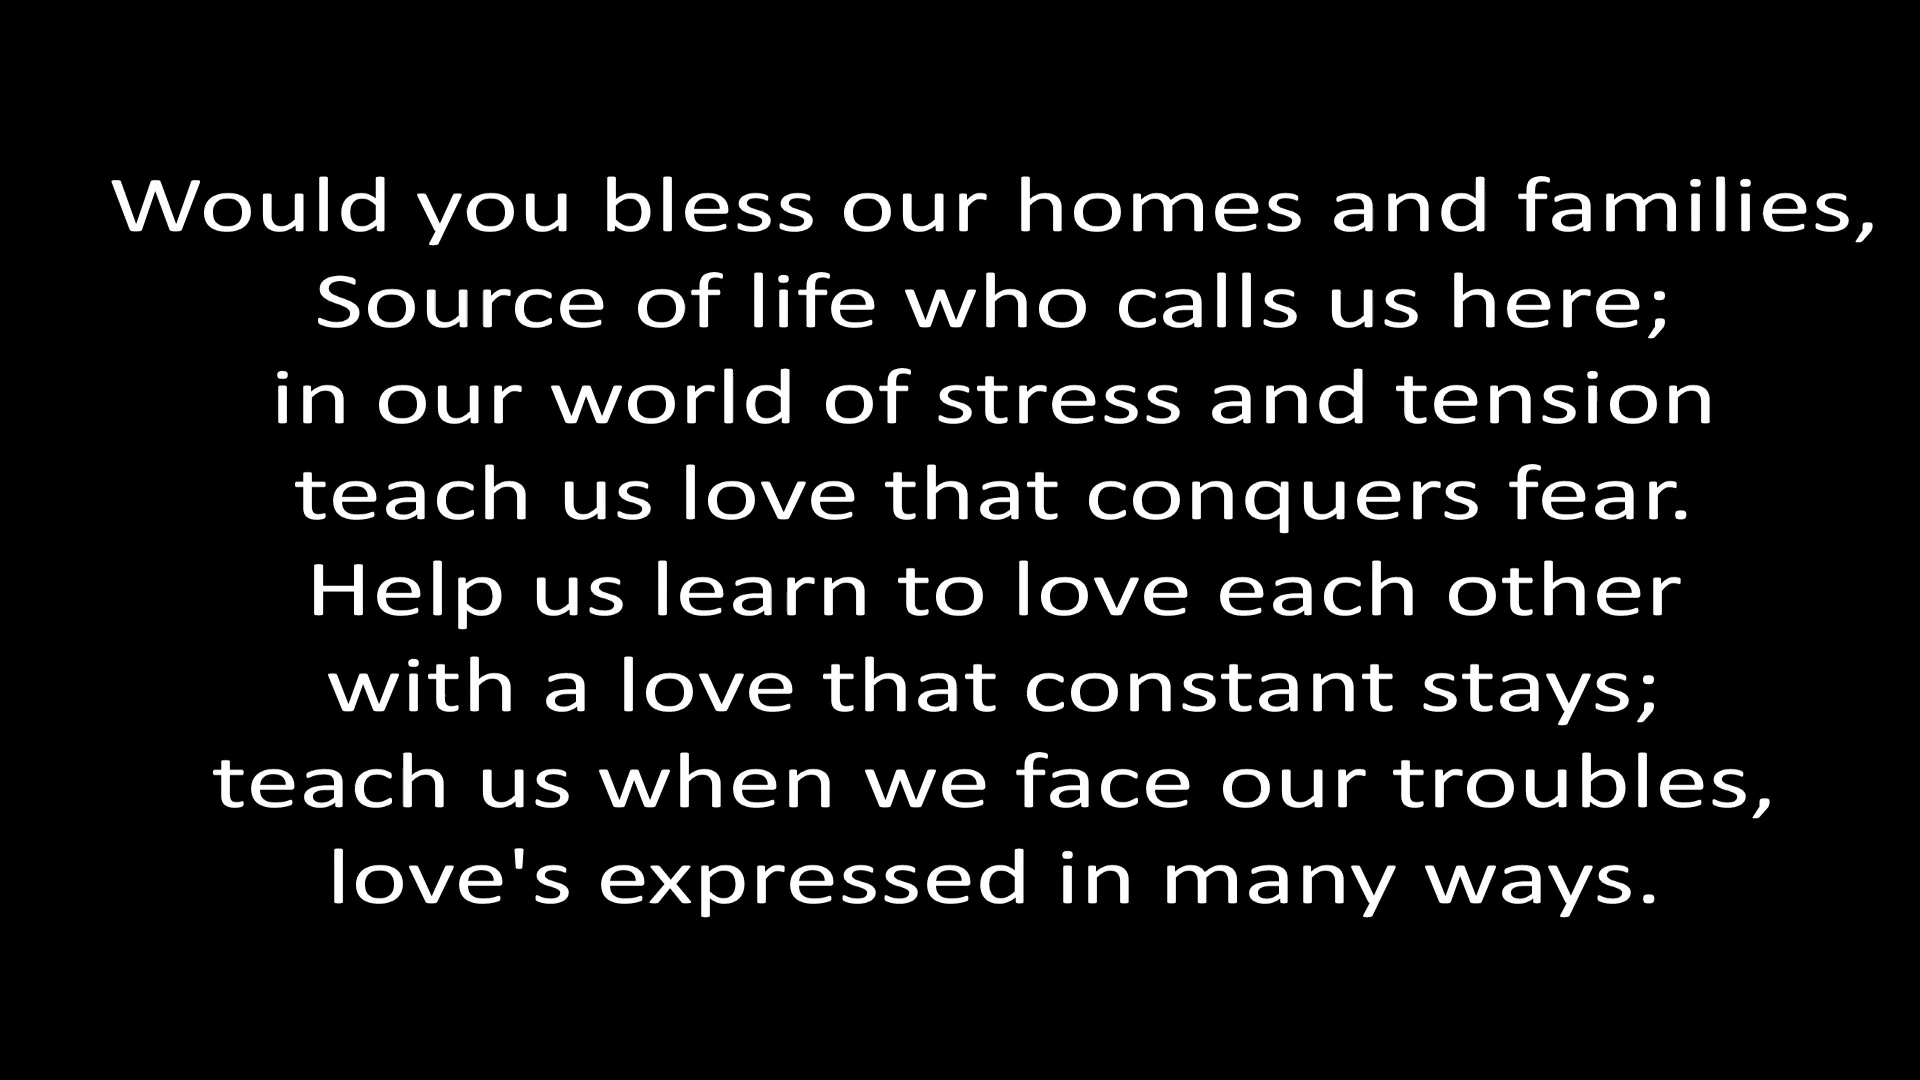 Would you bless our homes and families,
Source of life who calls us here;
in our world of stress and tension
teach us love that conquers fear.
Help us learn to love each other
with a love that constant stays;
teach us when we face our troubles,
love's expressed in many ways.